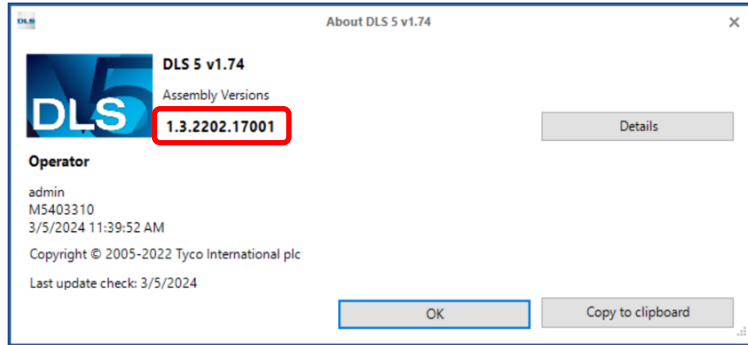 DLS
About DLS 5 v1.74
DLS
DLS 5 v1.74
Assembly Versions
1.3.2202.17001
Details
Operator
admin
M5403310
3/5/2024 11:39:52 AM
Copyright © 2005-2022 Tyco International plc
Last update check: 3/5/2024
OK
Copy to clipboard